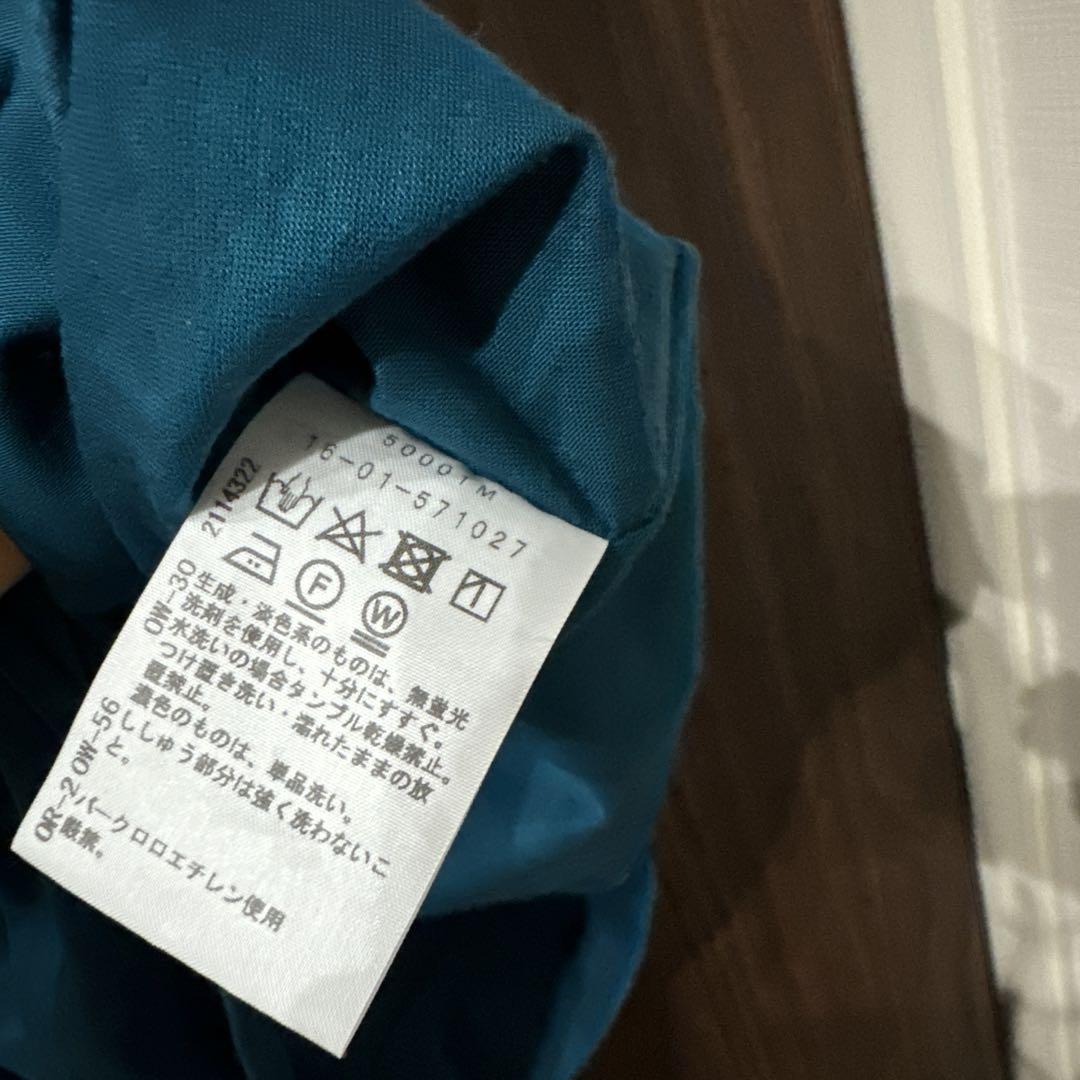 5000TM
16-01-571027
2114322
F
W
生成・淡色系のものは、無蛍光
洗剤を使用し、十分にすすぐ。
水洗いの場合タンブル乾燥禁止。
つけ置き洗い・濡れたままの放
置禁止。
濃色のものは、単品洗い。
ししゅう部分は強く洗わないこ
と。
パークロロエチレン使用
厳禁。
OW-30
OW-56
OR-20